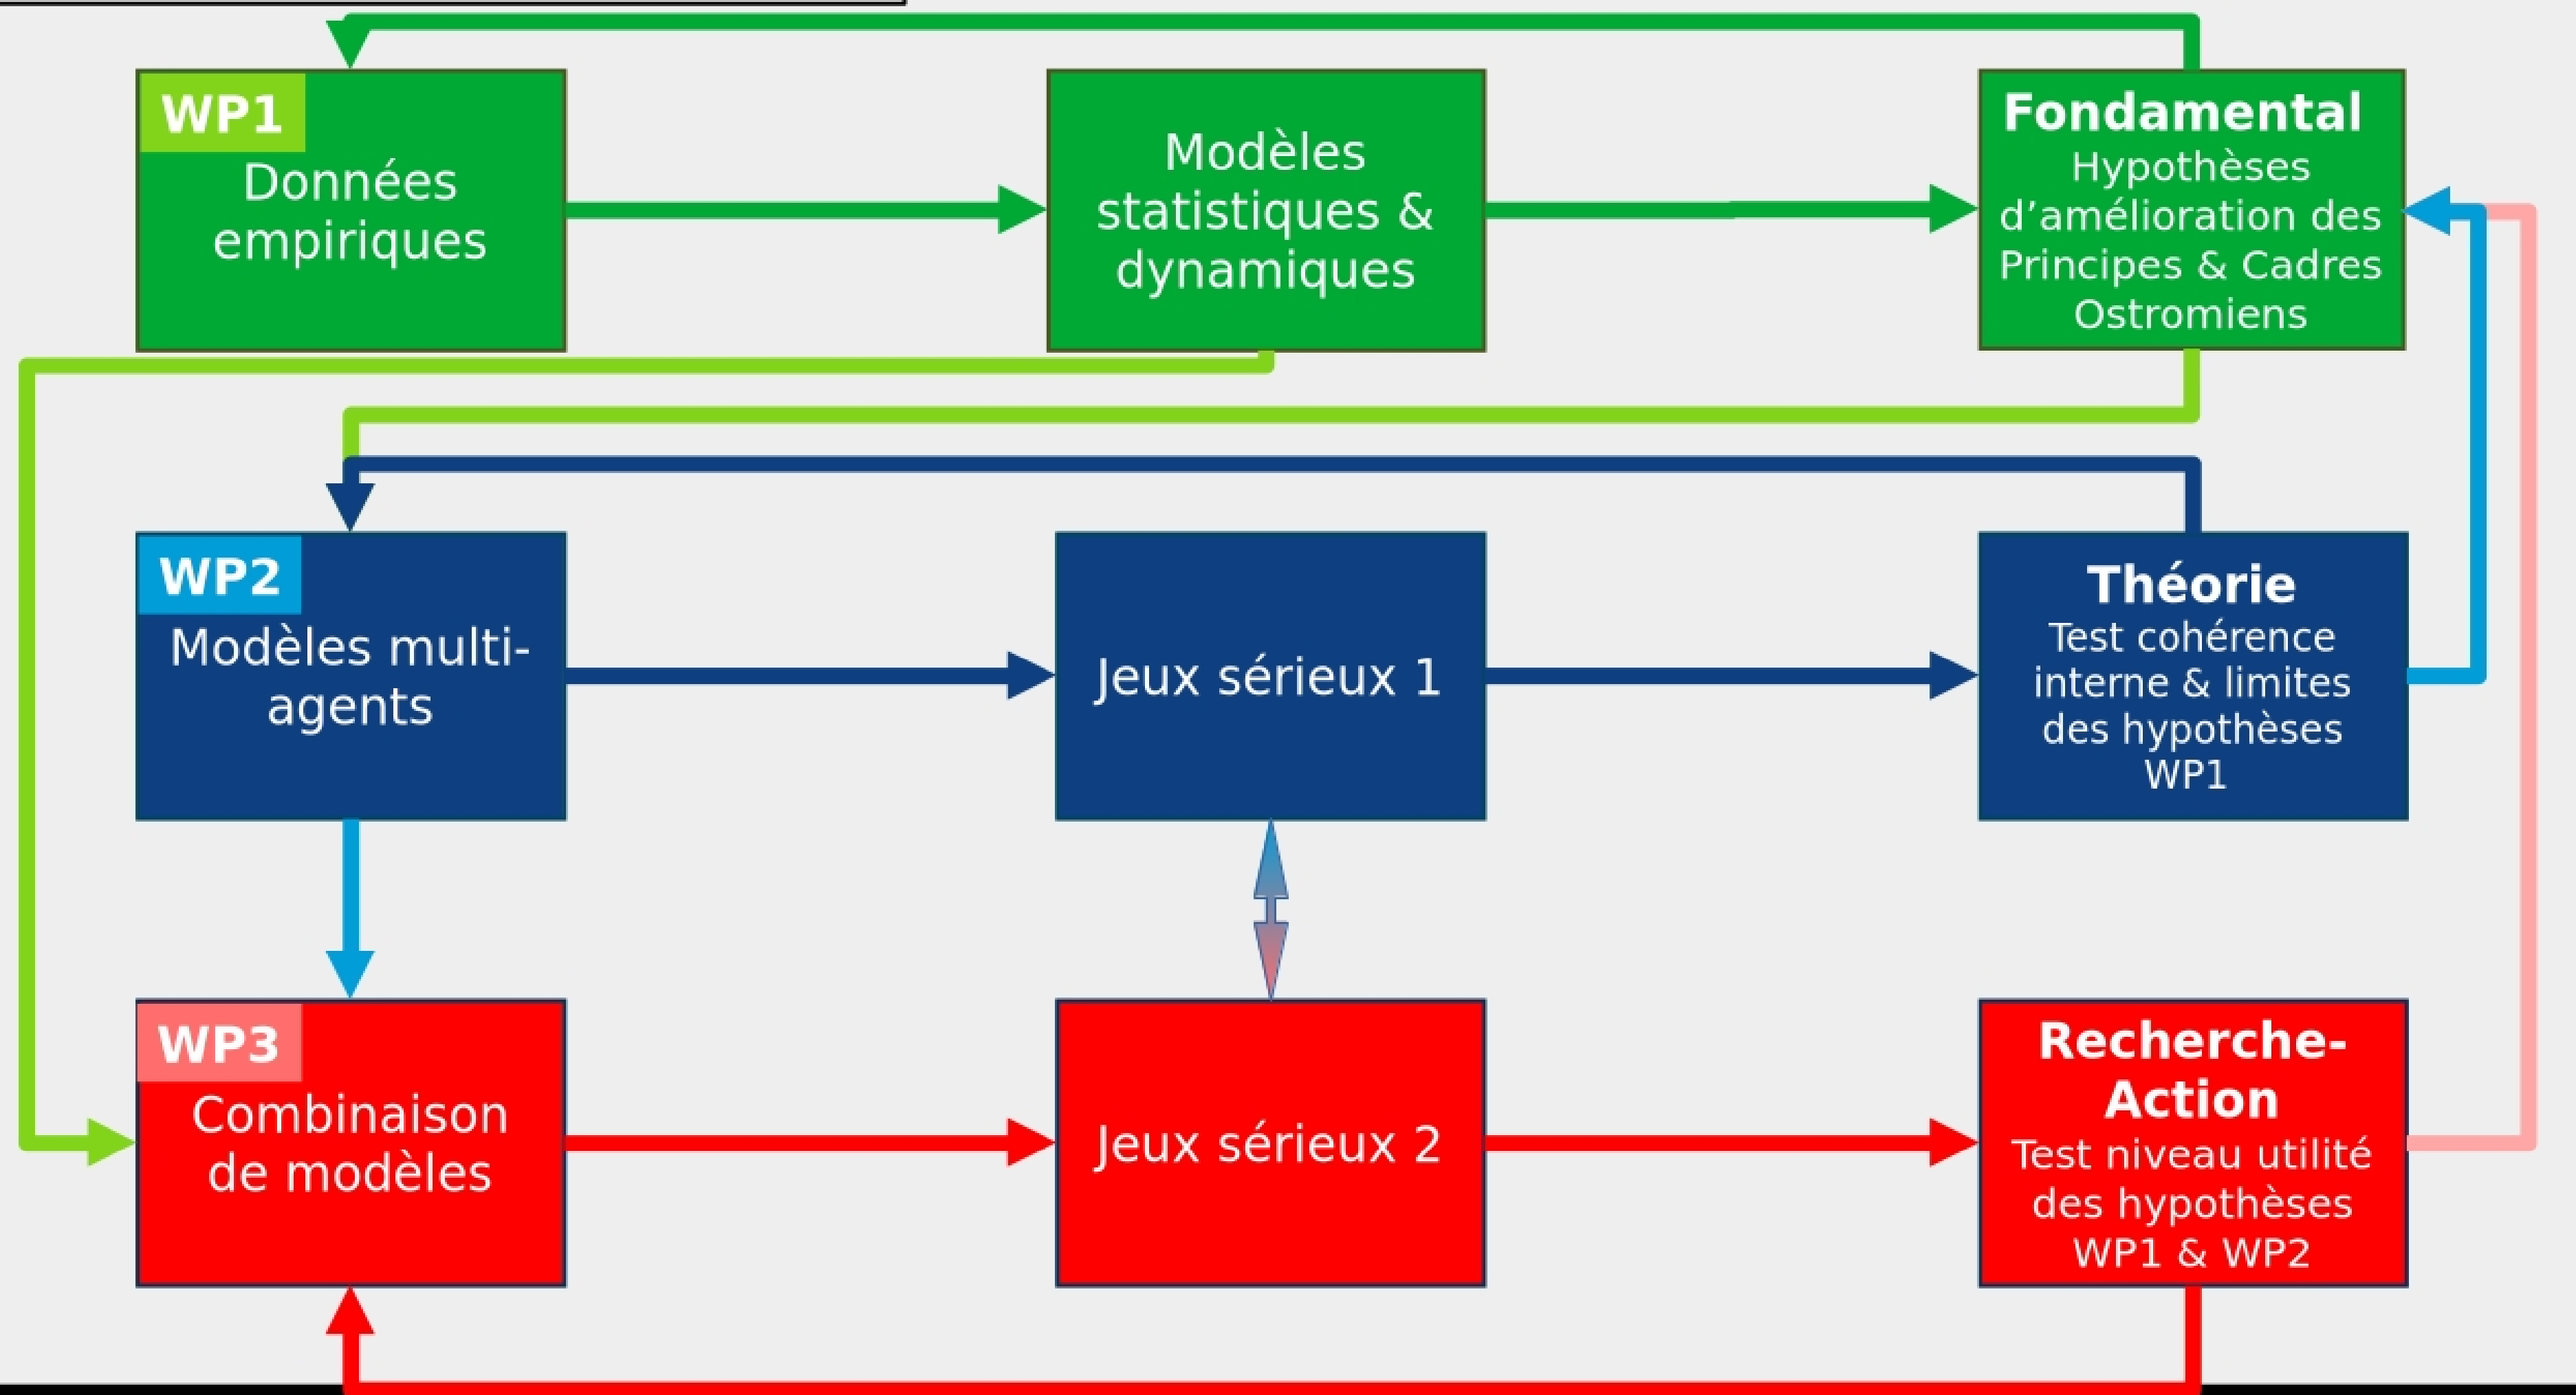 WP1
Données
empiriques
Modèles
statistiques &
dynamiques
Fondamental
Hypothèses
d’amélioration des
Principes & Cadres
Ostromiens
WP2
Modèles multi-
agents
Jeux sérieux 1
Théorie
Test cohérence
interne & limites
des hypothèses
WP1
WP3
Combinaison
de modèles
Jeux sérieux 2
Recherche-
Action
Test niveau utilité
des hypothèses
WP1 & WP2